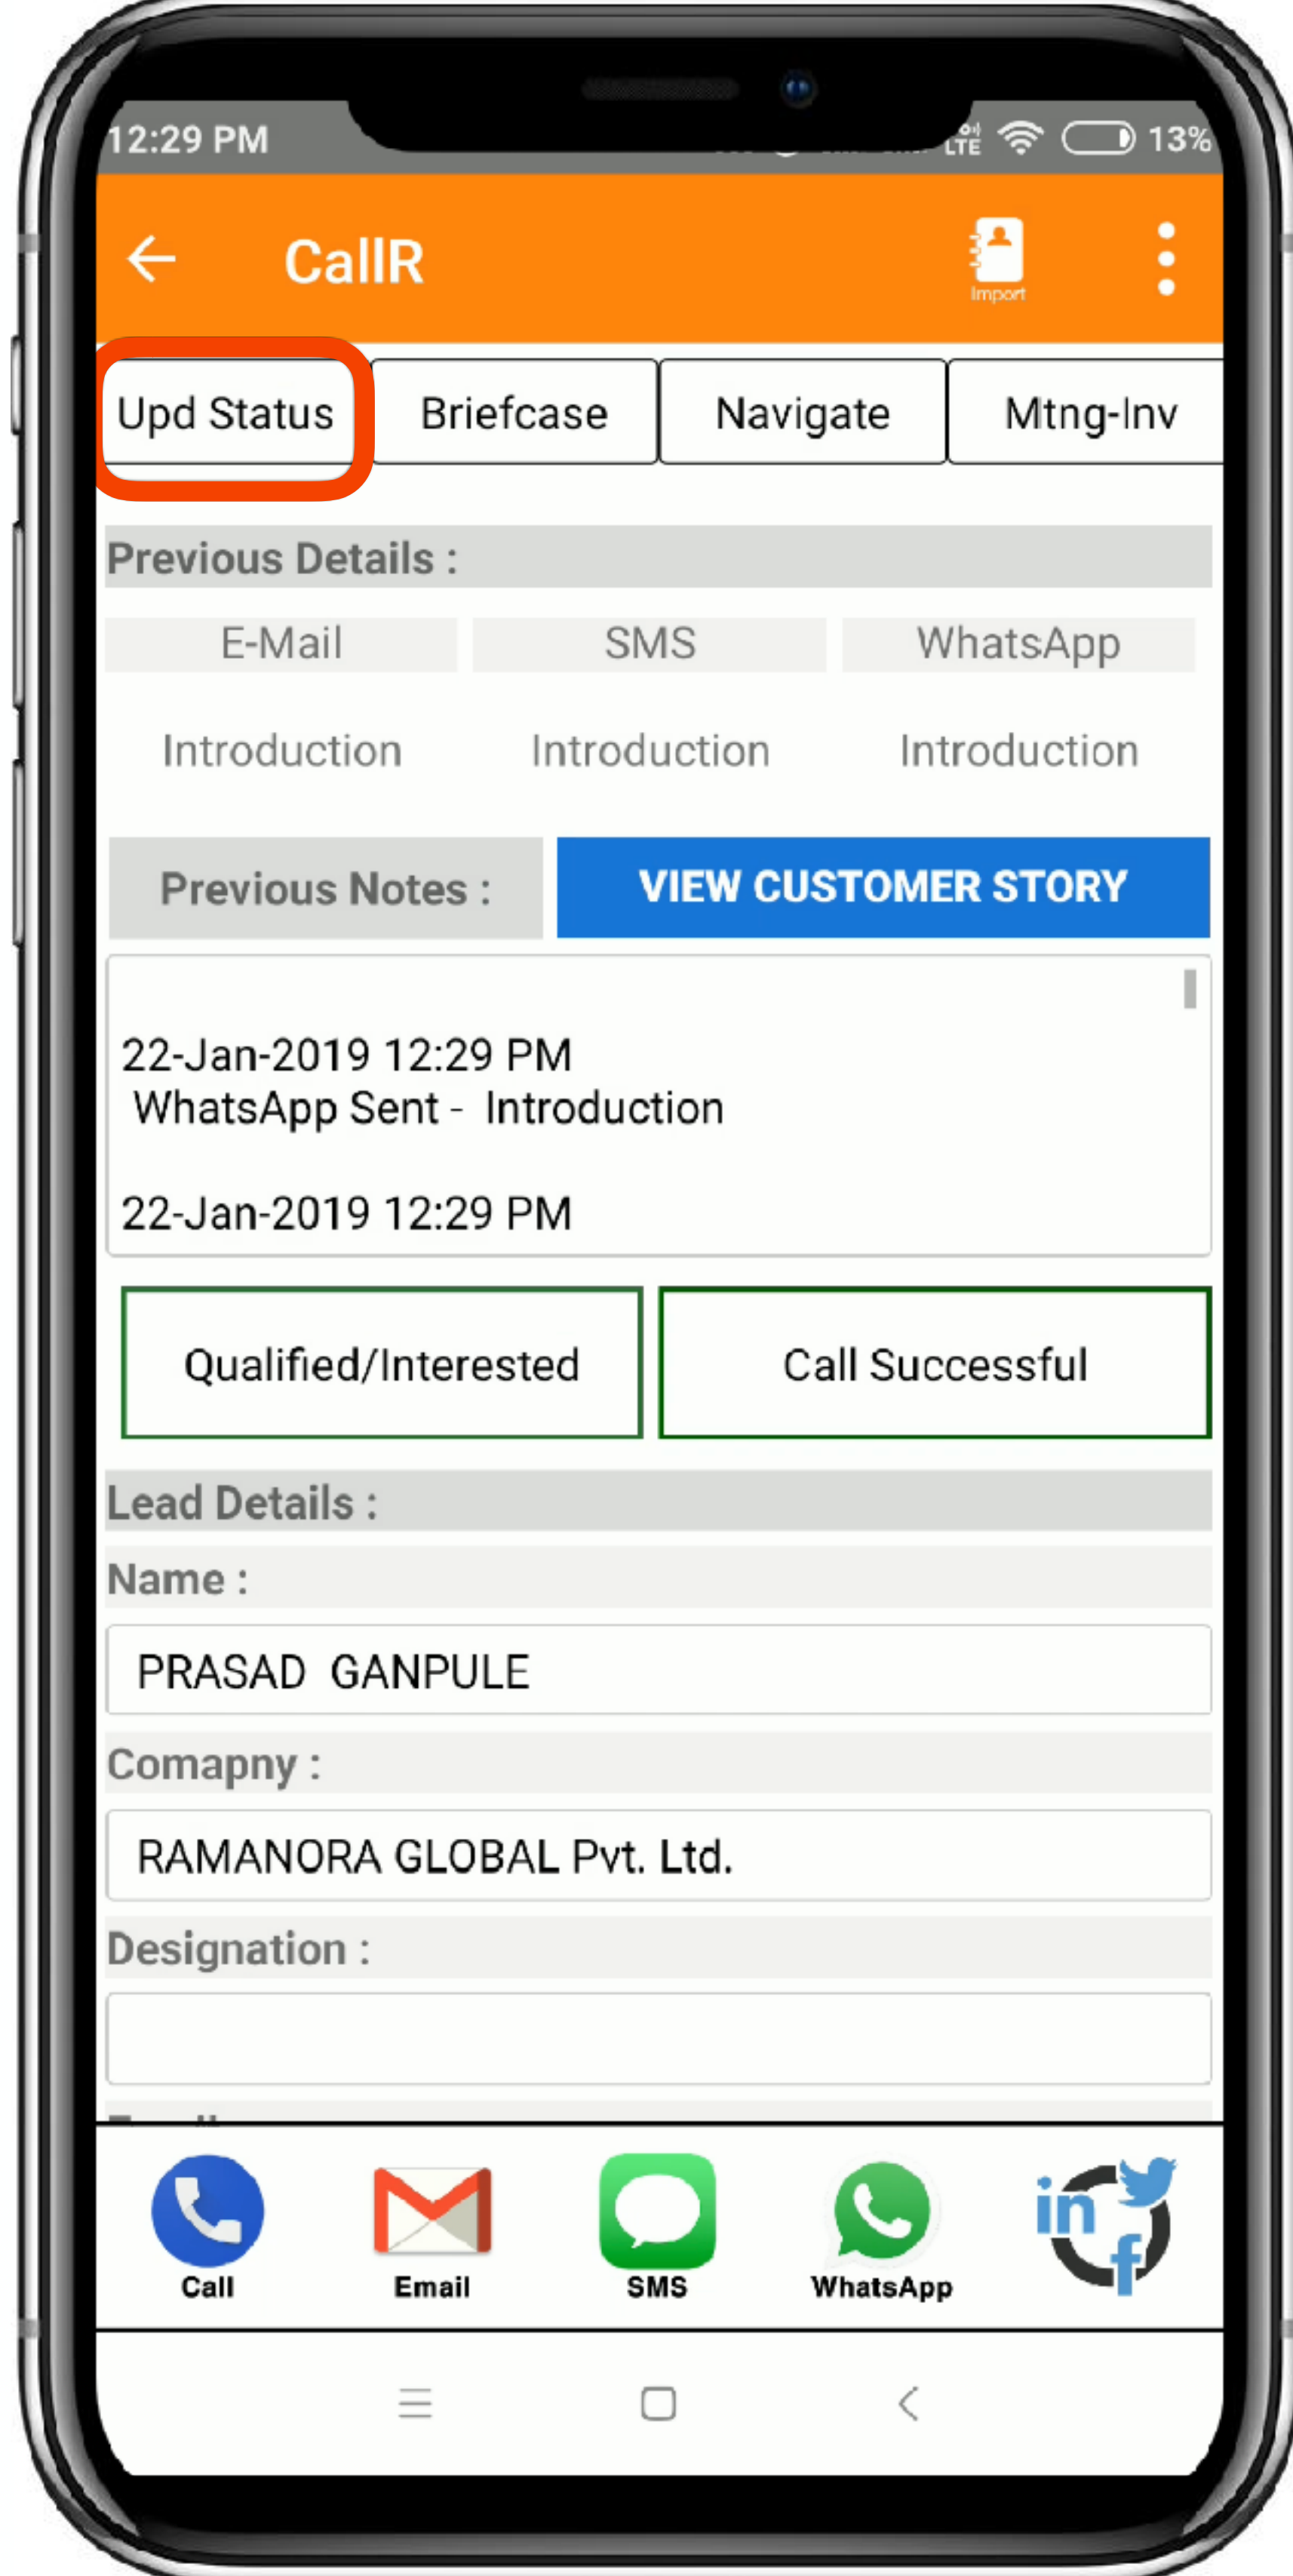 12:29 PM
LTE 13%
CallR
Import
Upd Status Briefcase Navigate Mtng-Inv
Previous Details :
E-Mail SMS WhatsApp
Introduction Introduction Introduction
Previous Notes : VIEW CUSTOMER STORY
22-Jan-2019 12:29 PM
WhatsApp Sent - Introduction
22-Jan-2019 12:29 PM
Qualified/Interested Call Successful
Lead Details :
Name :
PRASAD GANPULE
Comapny :
RAMANORA GLOBAL Pvt. Ltd.
Designation :
in f
Call Email SMS WhatsApp